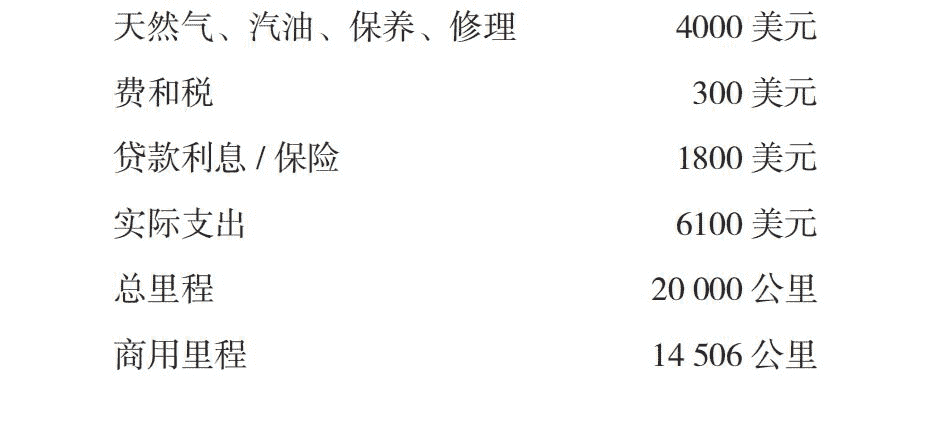 天然气、汽油、保养、修理 4000 美元
费和税 300 美元
贷款利息 / 保险 1800 美元
实际支出 6100 美元
总里程 20 000 公里
商用里程 14 506 公里